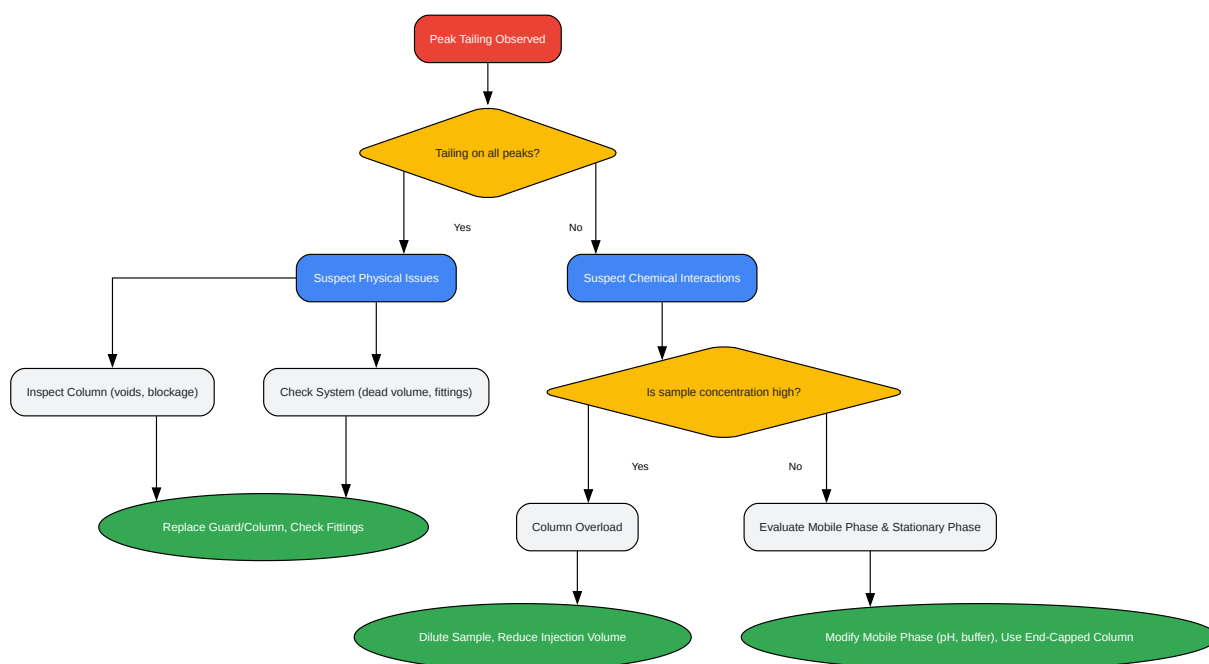 Peak Tailing Observed
Tailing on all peaks?
Yes
No
Suspect Physical Issues
Suspect Chemical Interactions
Inspect Column (voids, blockage)
Check System (dead volume, fittings)
Is sample concentration high?
Yes
No
Replace Guard/Column, Check Fittings
Column Overload
Evaluate Mobile Phase & Stationary Phase
Dilute Sample, Reduce Injection Volume
Modify Mobile Phase (pH, buffer), Use End-Capped Column